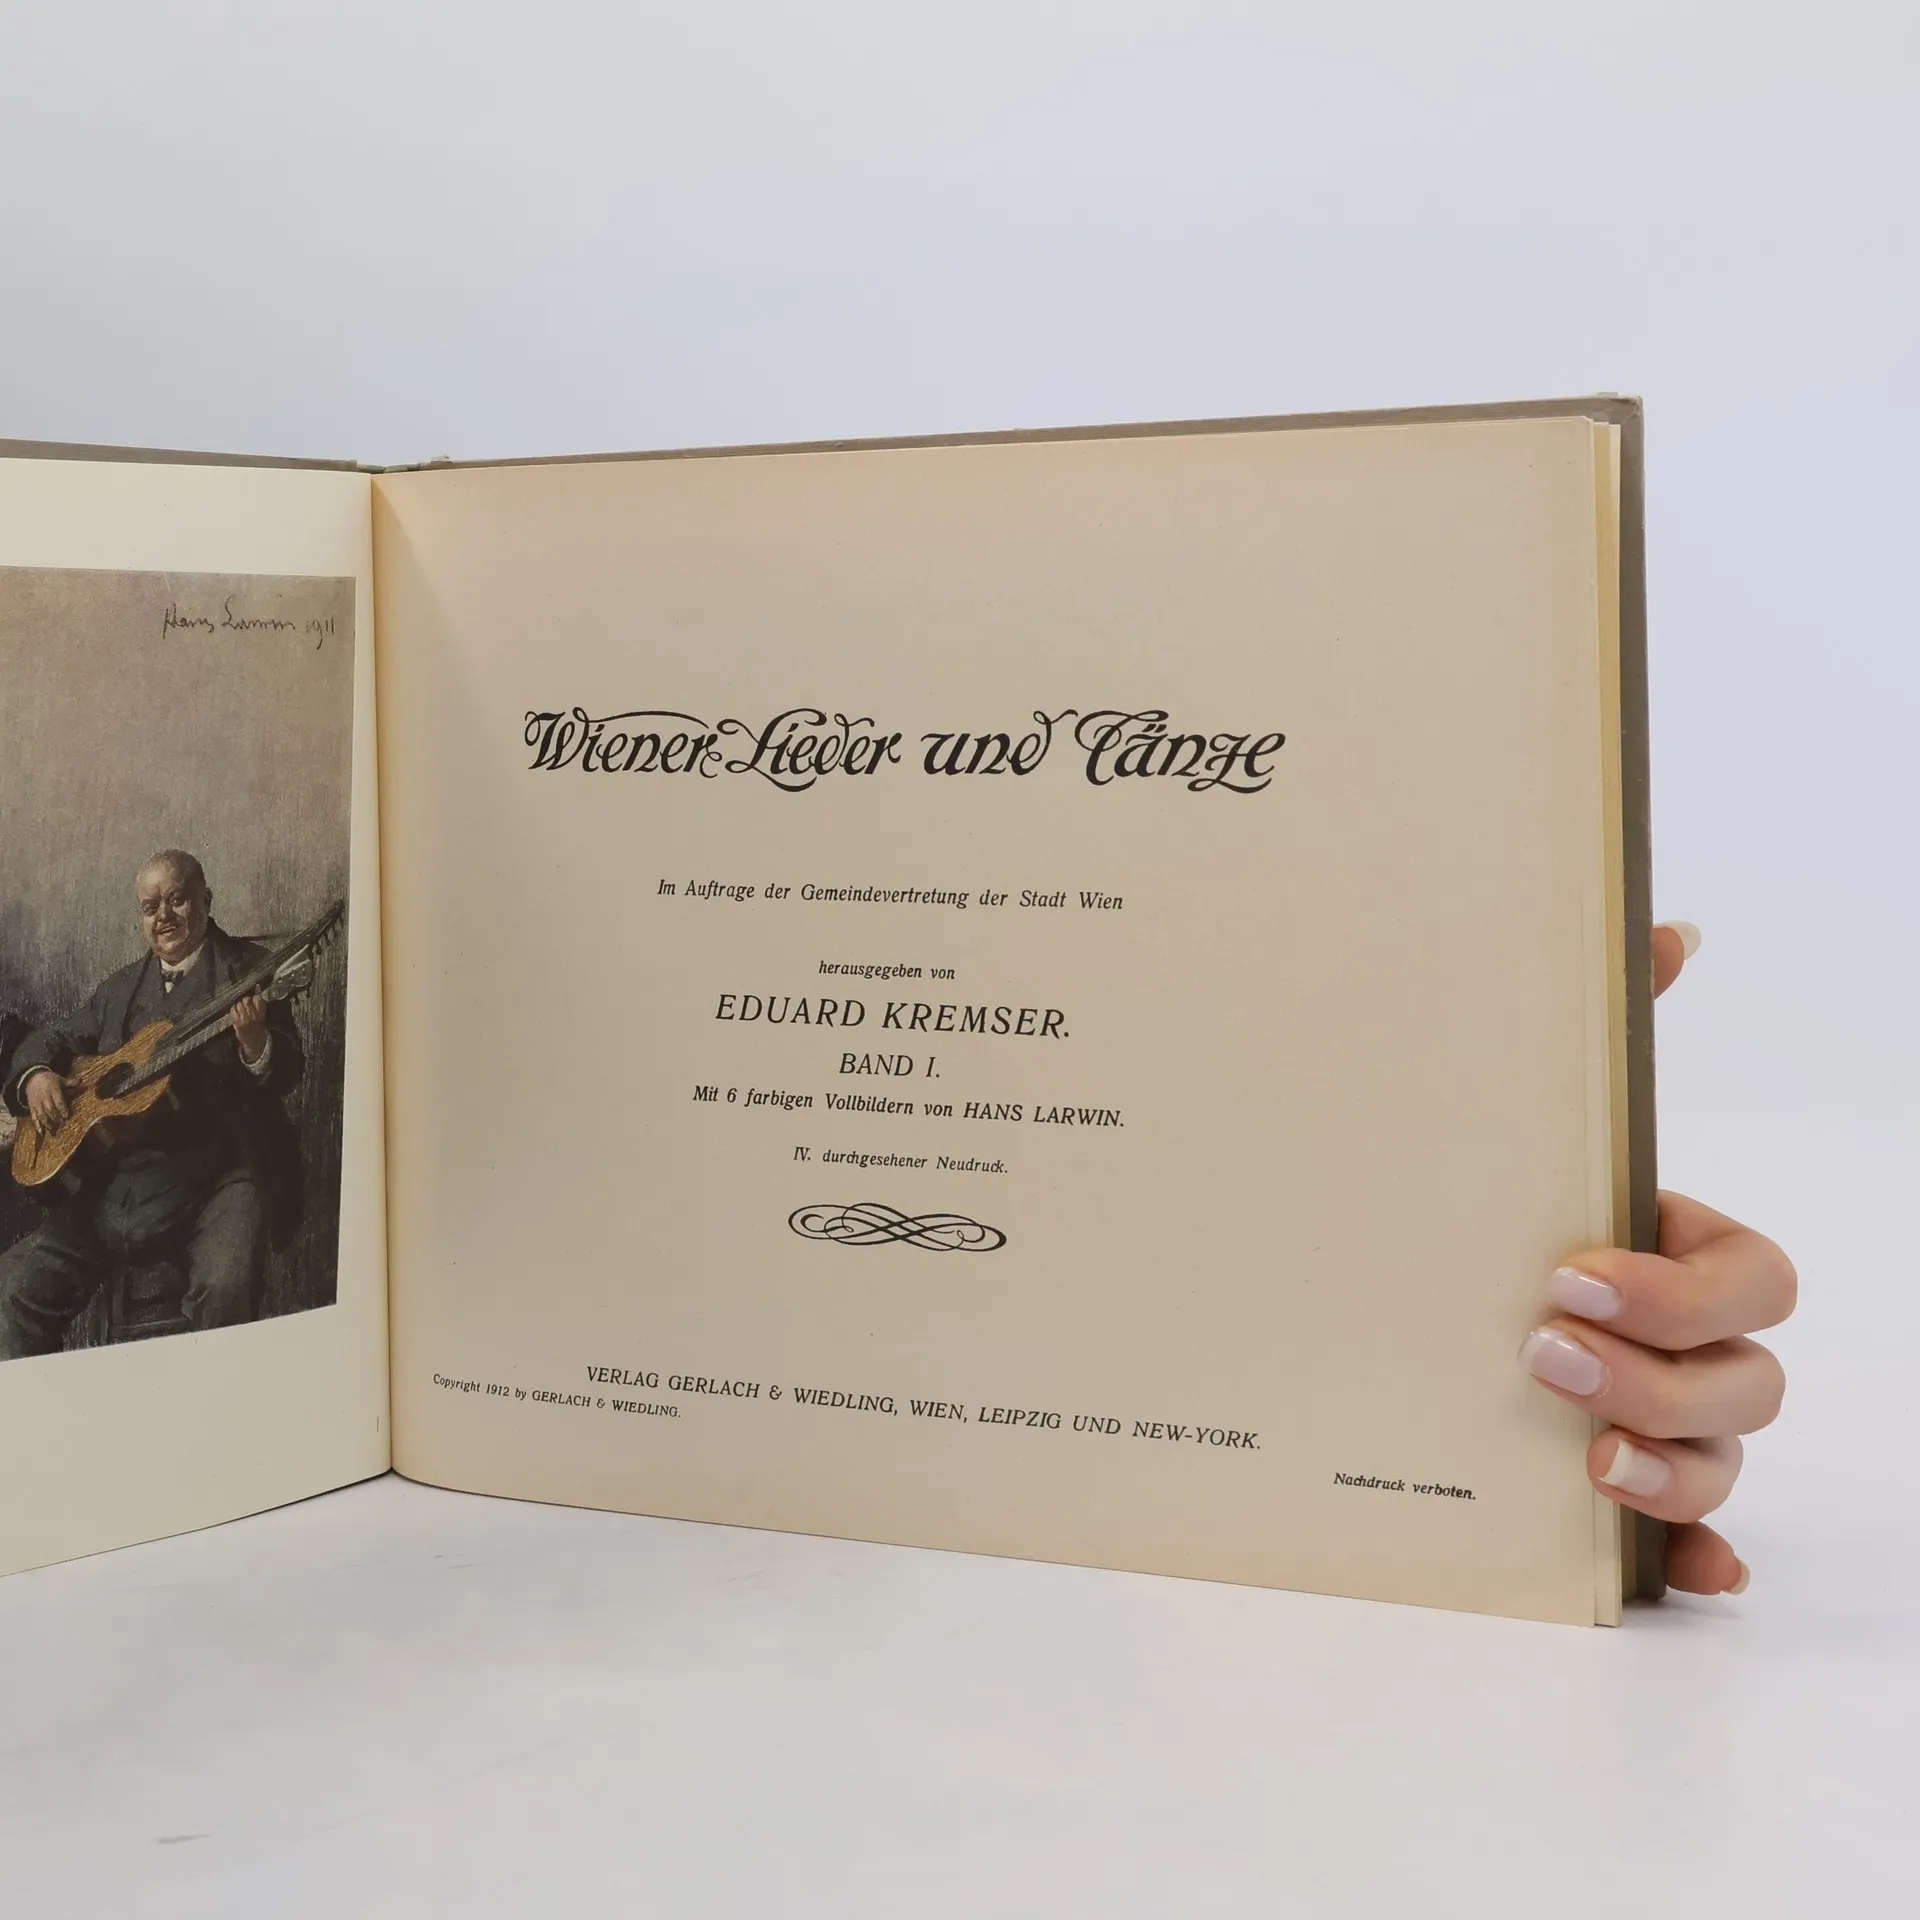 Hans Larwin 1911
Wiener Lieder und Tänze
Im Auftrage der Gemeindevertretung der Stadt Wien
herausgegeben von
EDUARD KREMSER.
BAND I.
Mit 6 farbigen Vollbildern von HANS LARWIN.
IV. durchgesehener Neudruck.
VERLAG GERLACH & WIEDLING, WIEN, LEIPZIG UND NEW-YORK.
Copyright 1912 by GERLACH & WIEDLING.
Nachdruck verboten.